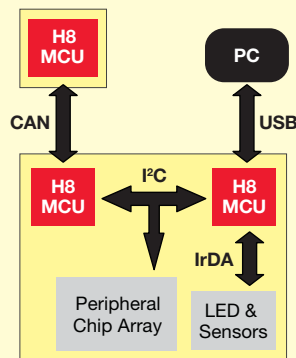 H8
MCU
PC
CAN
USB
I²C
H8
MCU
H8
MCU
IrDA
Peripheral
Chip Array
LED &
Sensors